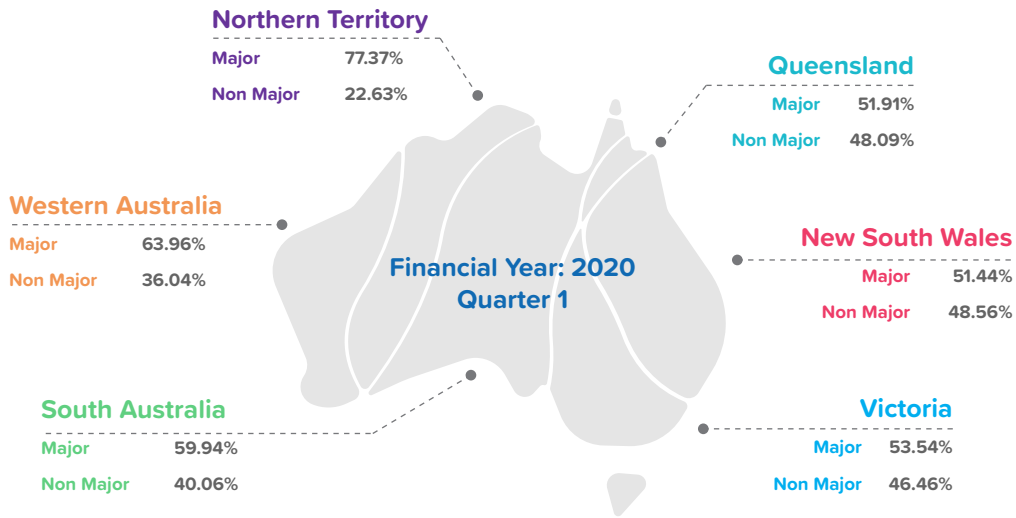 Northern Territory
Major 77.37%
Non Major 22.63%
Queensland
Major 51.91%
Non Major 48.09%
Western Australia
Major 63.96%
Non Major 36.04%
New South Wales
Major 51.44%
Non Major 48.56%
Financial Year: 2020
Quarter 1
South Australia
Major 59.94%
Non Major 40.06%
Victoria
Major 53.54%
Non Major 46.46%